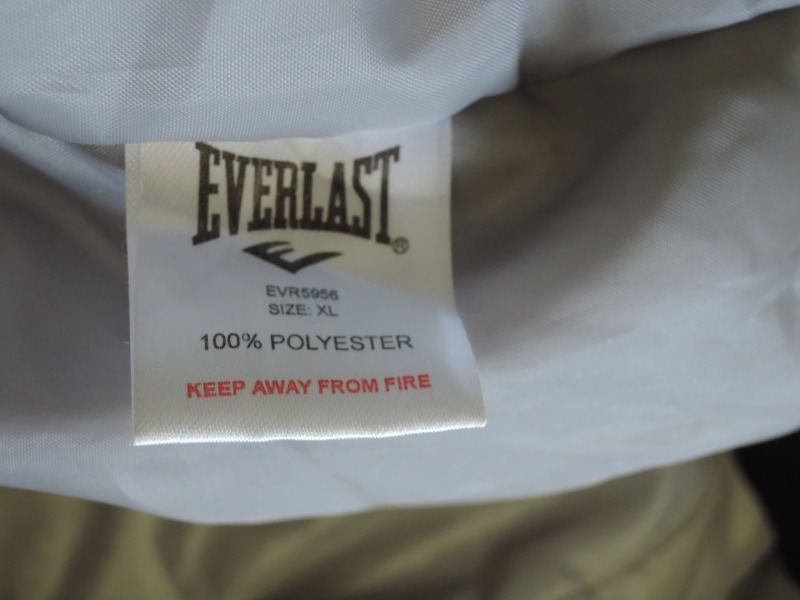 EVERLAST®
EVR5956
SIZE: XL
100% POLYESTER
KEEP AWAY FROM FIRE